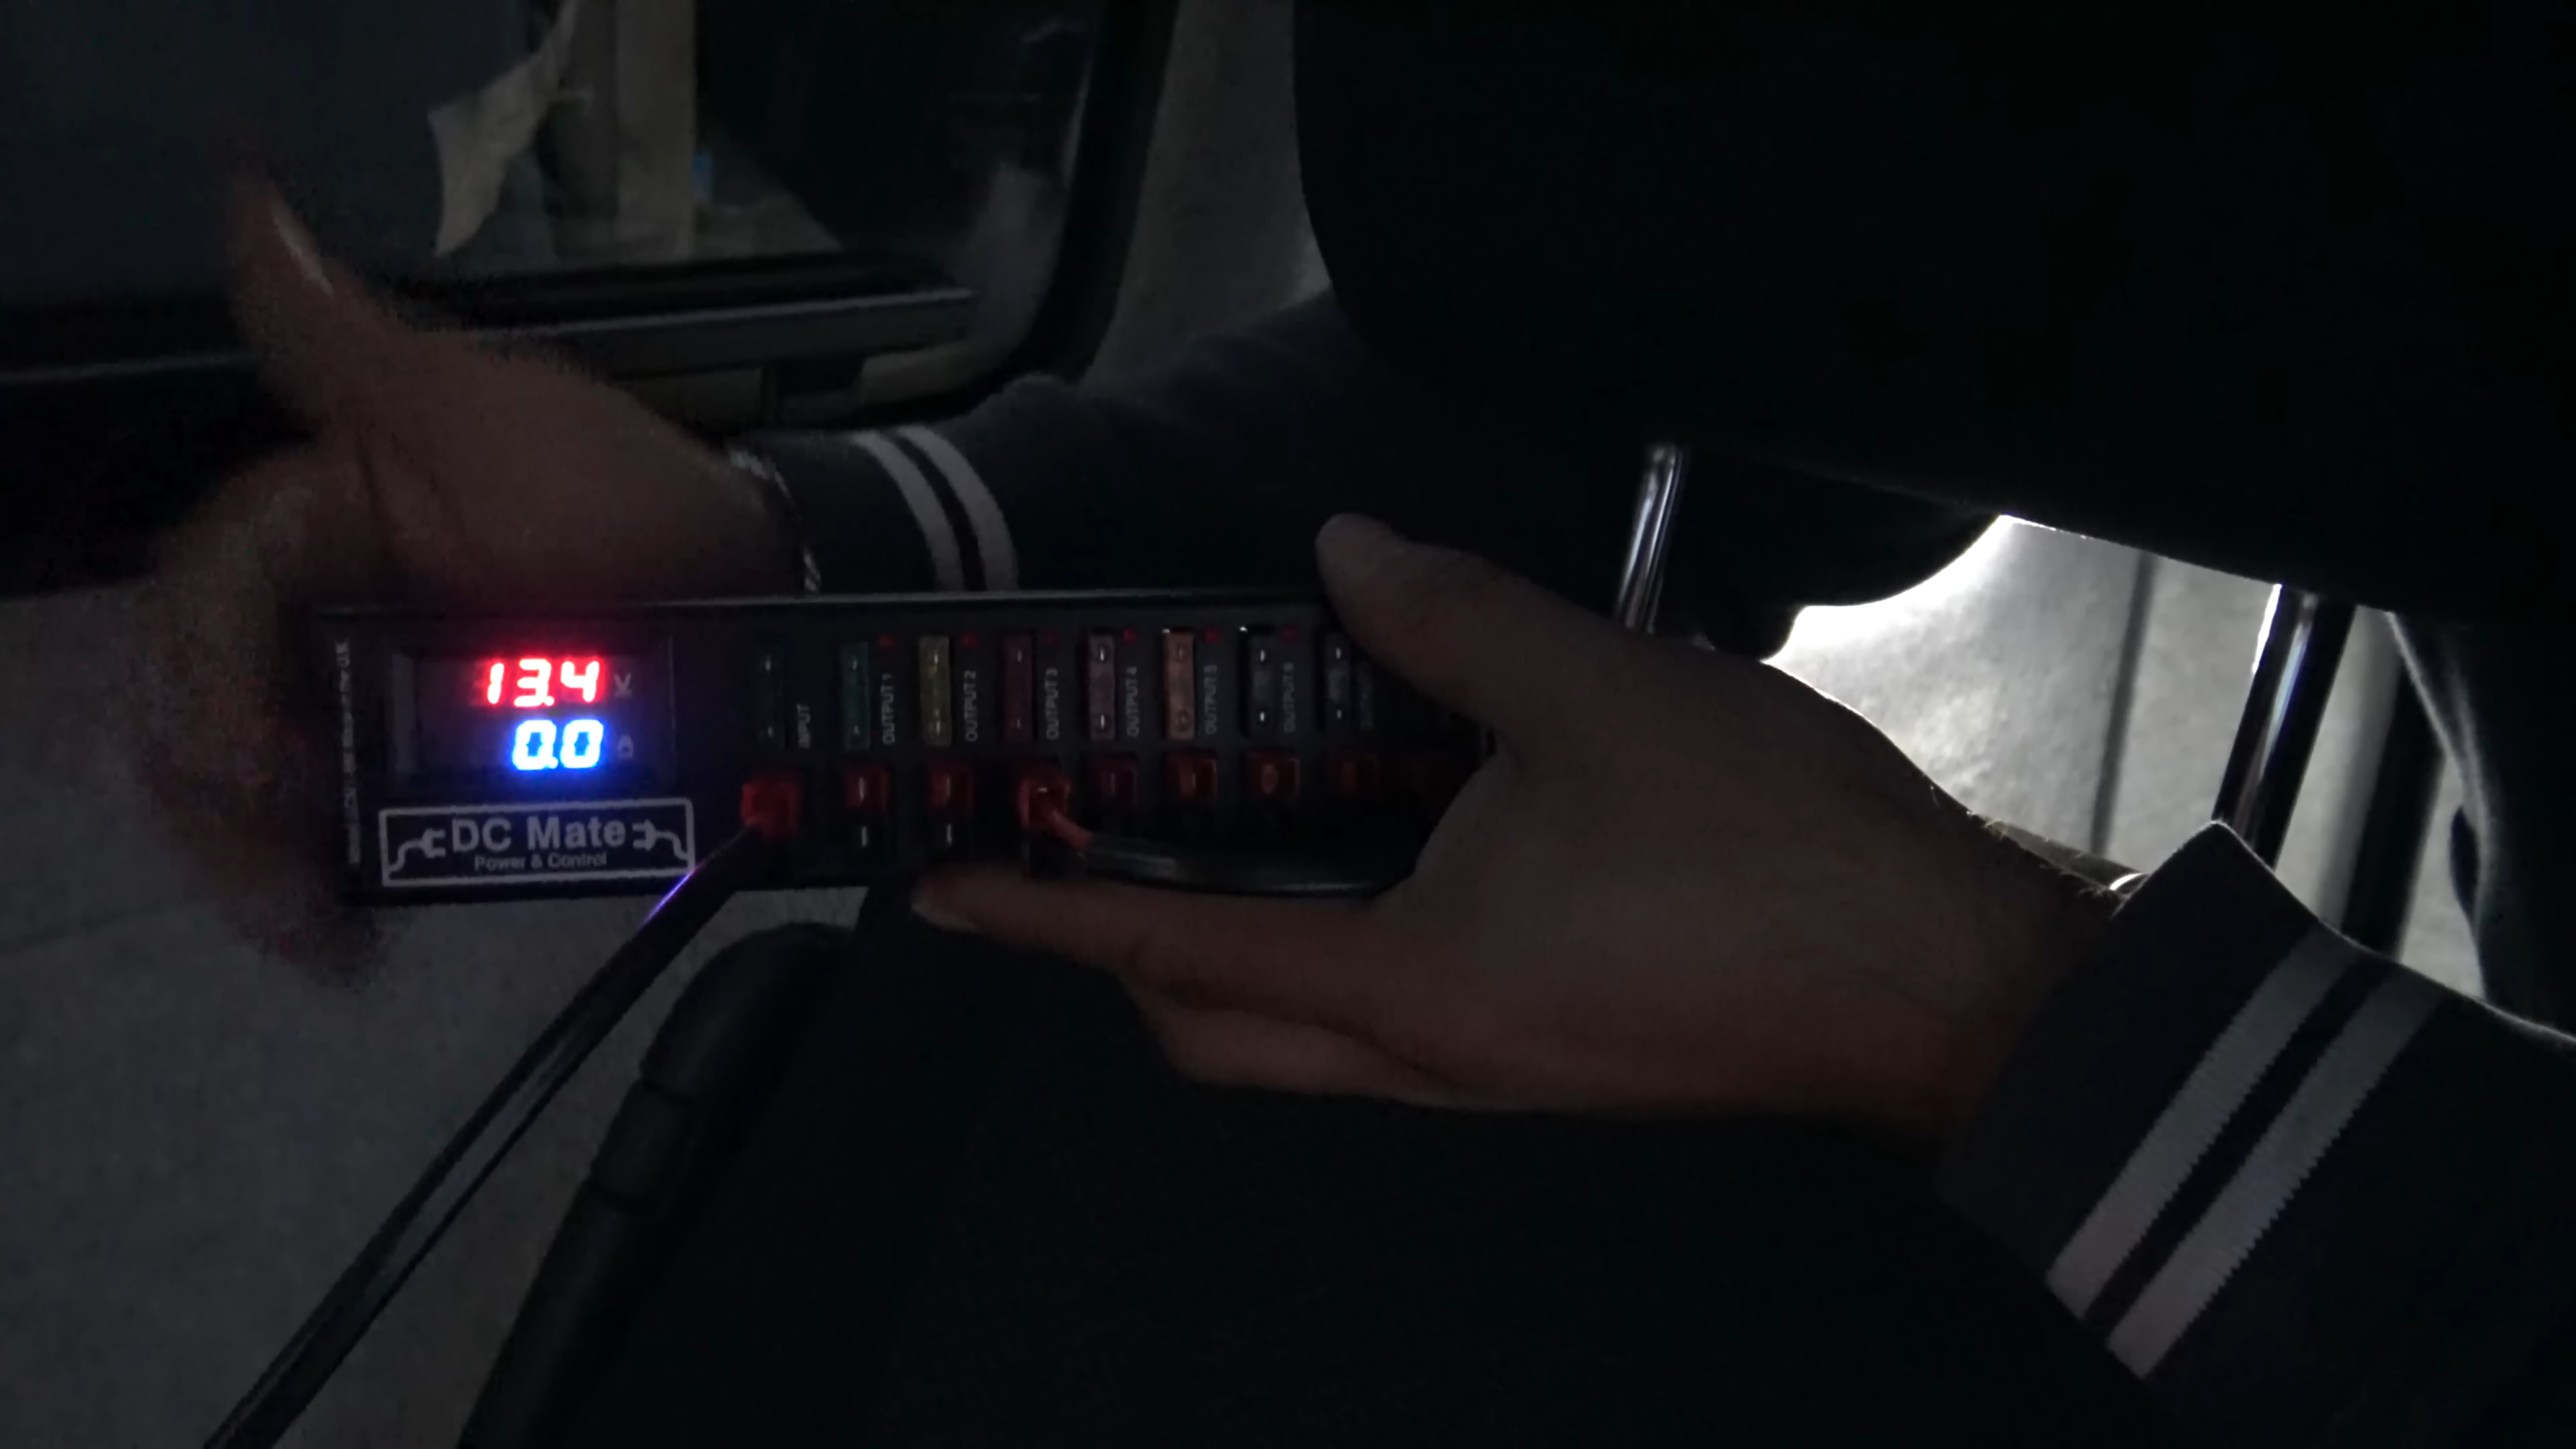 13.4 V
0.0 A
DC Mate
Power & Control
INPUT
OUTPUT 1
OUTPUT 2
OUTPUT 3
OUTPUT 4
OUTPUT 5
OUTPUT 6